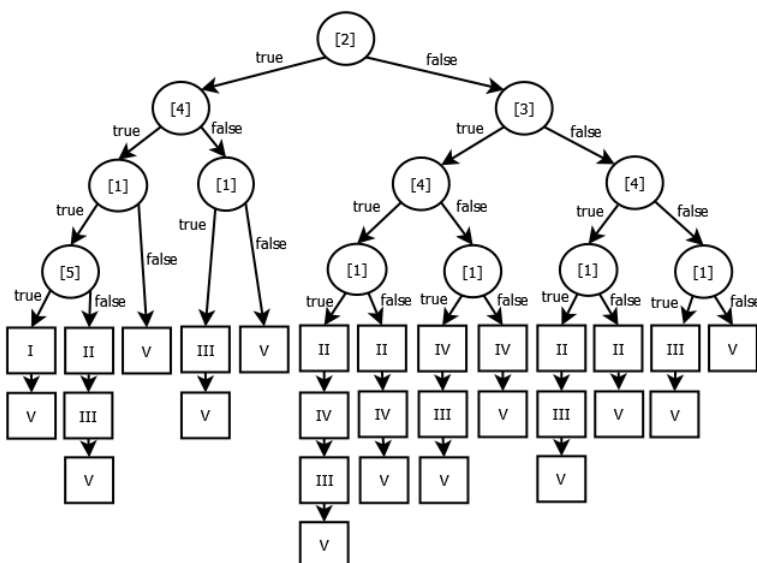 [2]
true false
[4] [3]
true false true false
[1] [1] [4] [4]
true true false true false true false
[5] false false [1] [1] [1] [1]
true false true false true false true false true false
I II V III V II II IV IV II II III V
V III V IV IV III V III V V
V III V V V
V